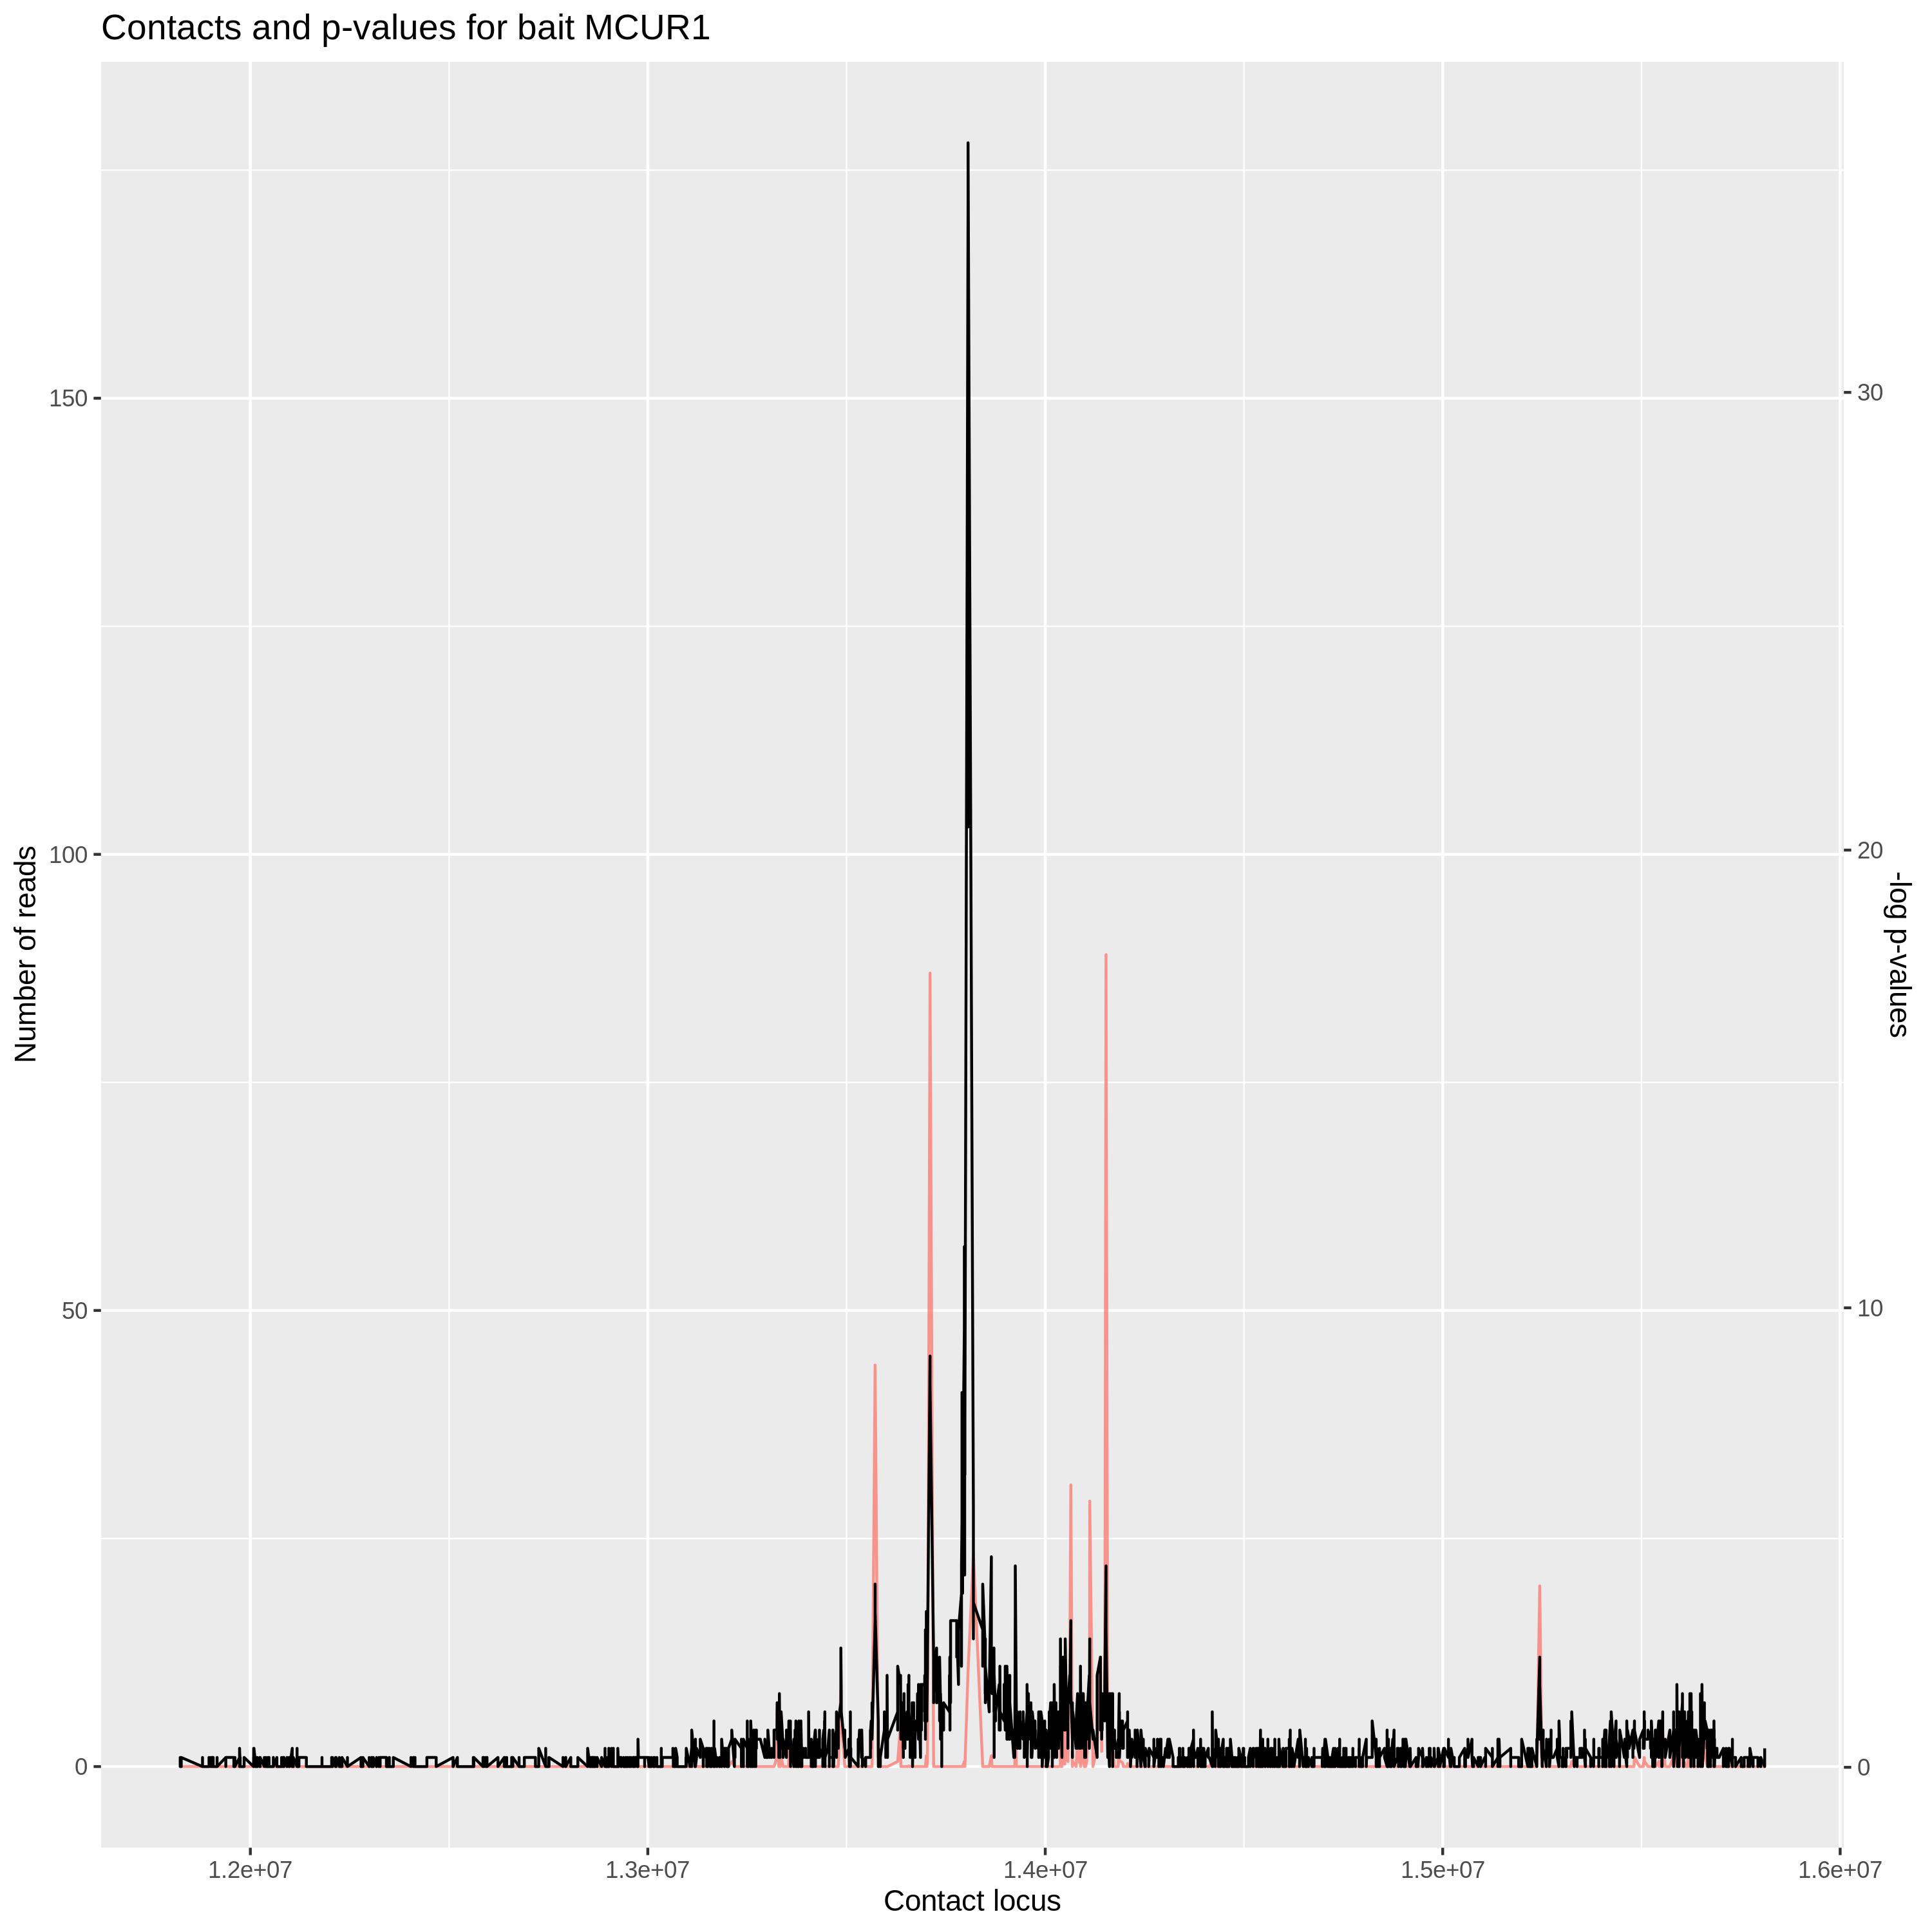 Contacts and p-values for bait MCUR1
Number of reads
150
100
50
0
30
20
10
0
-log p-values
1.2e+07
1.3e+07
1.4e+07
1.5e+07
1.6e+07
Contact locus